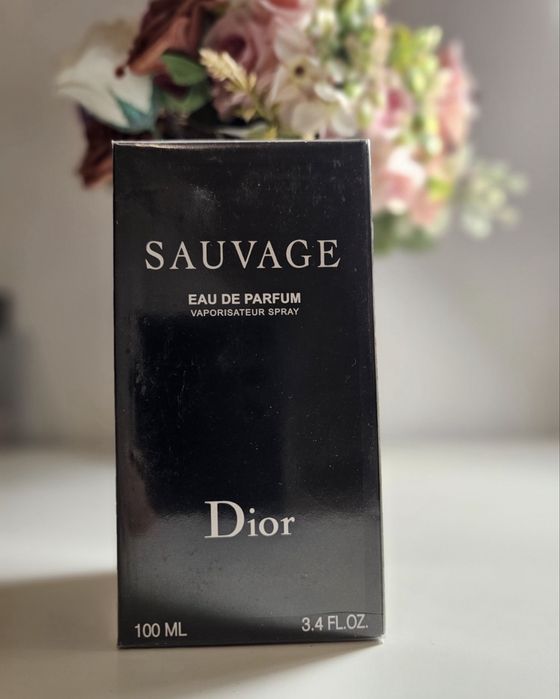 SAUVAGE
EAU DE PARFUM
VAPORISATEUR SPRAY
Dior
100 ML 3.4 FL.OZ.